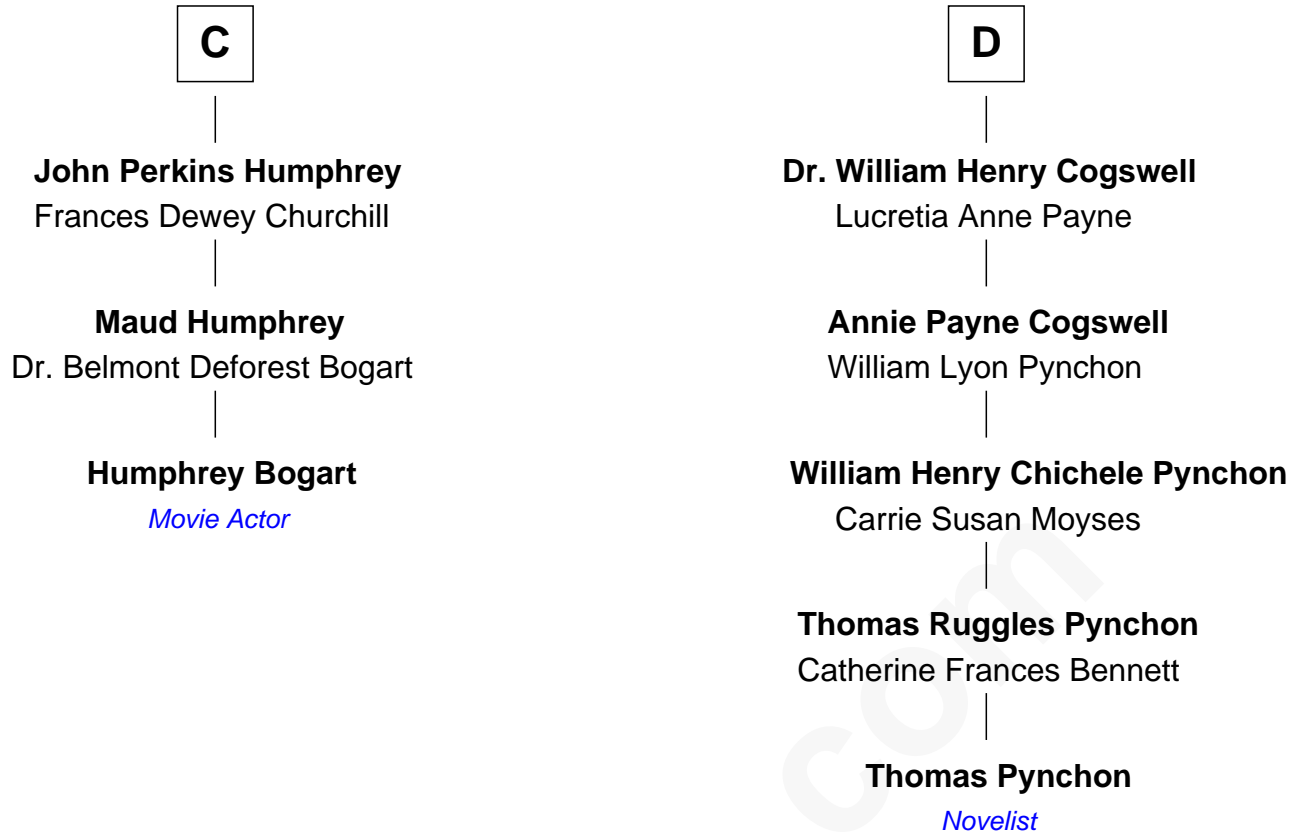 C
John Perkins Humphrey
Frances Dewey Churchill
Maud Humphrey
Dr. Belmont Deforest Bogart
Humphrey Bogart
Movie Actor
D
Dr. William Henry Cogswell
Lucretia Anne Payne
Annie Payne Cogswell
William Lyon Pynchon
William Henry Chichele Pynchon
Carrie Susan Moyses
Thomas Ruggles Pynchon
Catherine Frances Bennett
Thomas Pynchon
Novelist
com